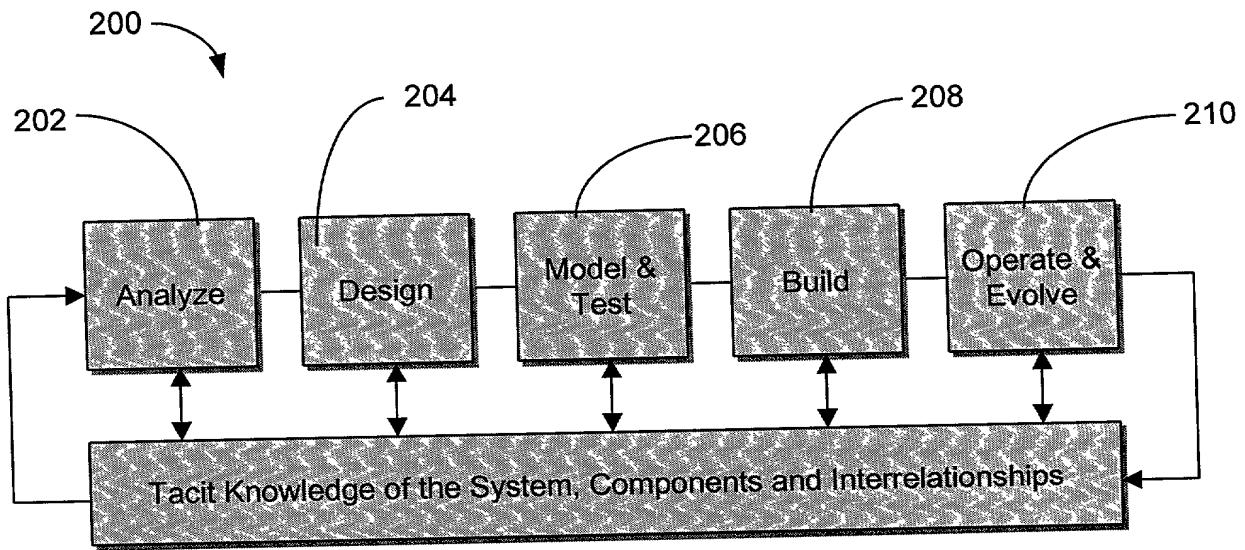 200
202
204
206
208
210
Analyze
Design
Model &
Test
Build
Operate &
Evolve
Tacit Knowledge of the System, Components and Interrelationships